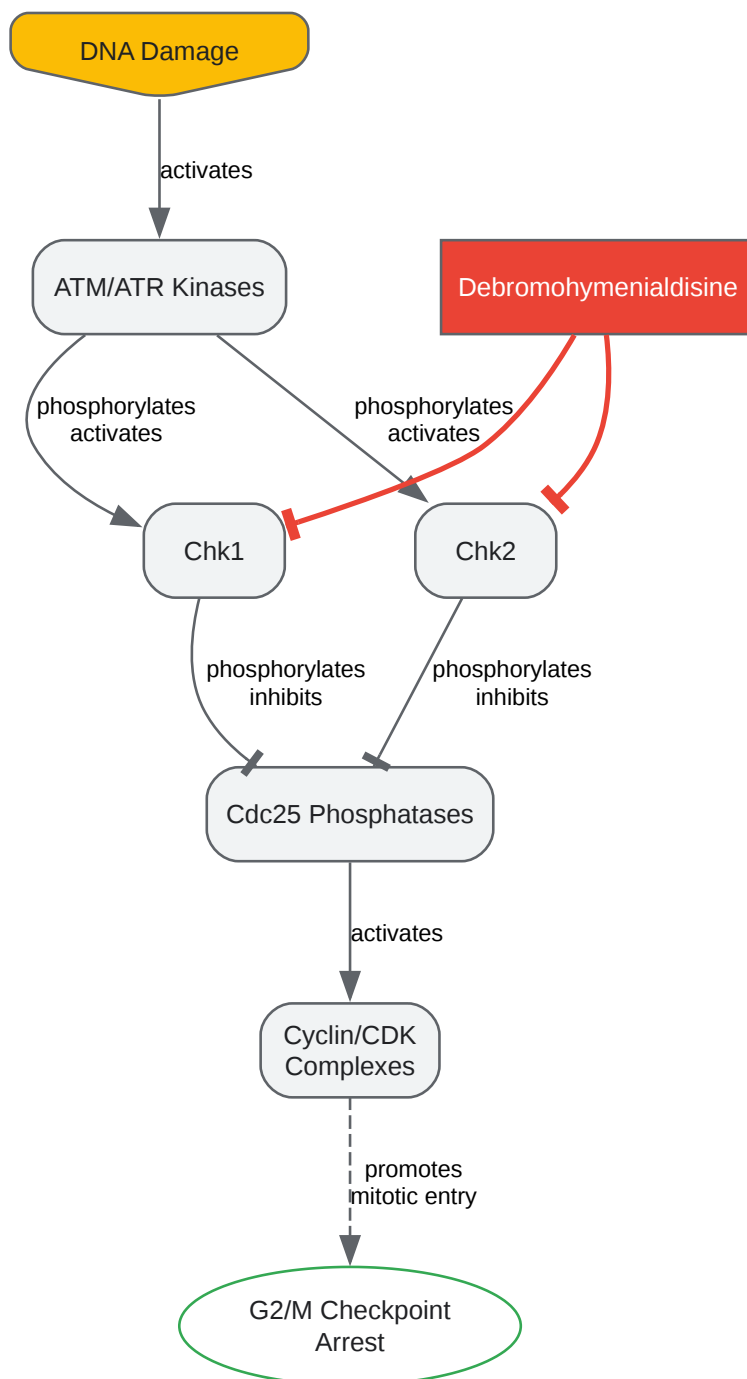 DNA Damage
activates
ATM/ATR Kinases
Debromohymenialdisine
phosphorylates
activates
phosphorylates
activates
Chk1
Chk2
phosphorylates
inhibits
phosphorylates
inhibits
Cdc25 Phosphatases
activates
Cyclin/CDK
Complexes
promotes
mitotic entry
G2/M Checkpoint
Arrest